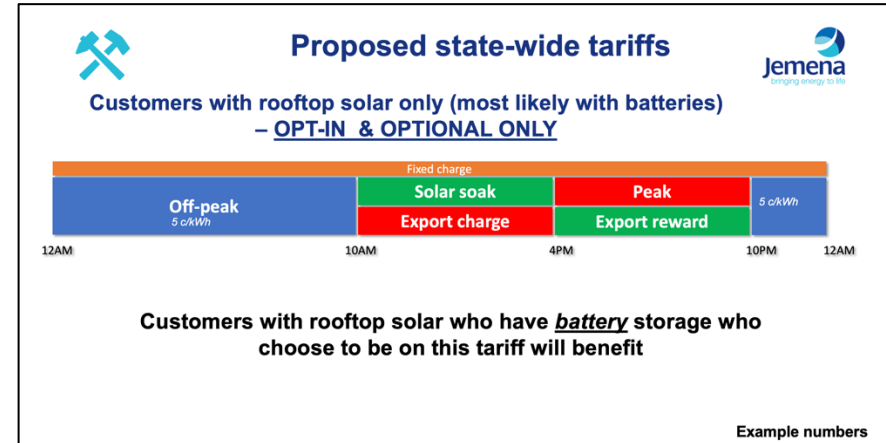 Proposed state-wide tariffs
Jemena
bringing energy to life
Customers with rooftop solar only (most likely with batteries)
– OPT-IN & OPTIONAL ONLY
Fixed charge
Off-peak
5 c/kWh
Solar soak
Export charge
Peak
Export reward
5 c/kWh
12AM
10AM
4PM
10PM
12AM
Customers with rooftop solar who have battery storage who
choose to be on this tariff will benefit
Example numbers